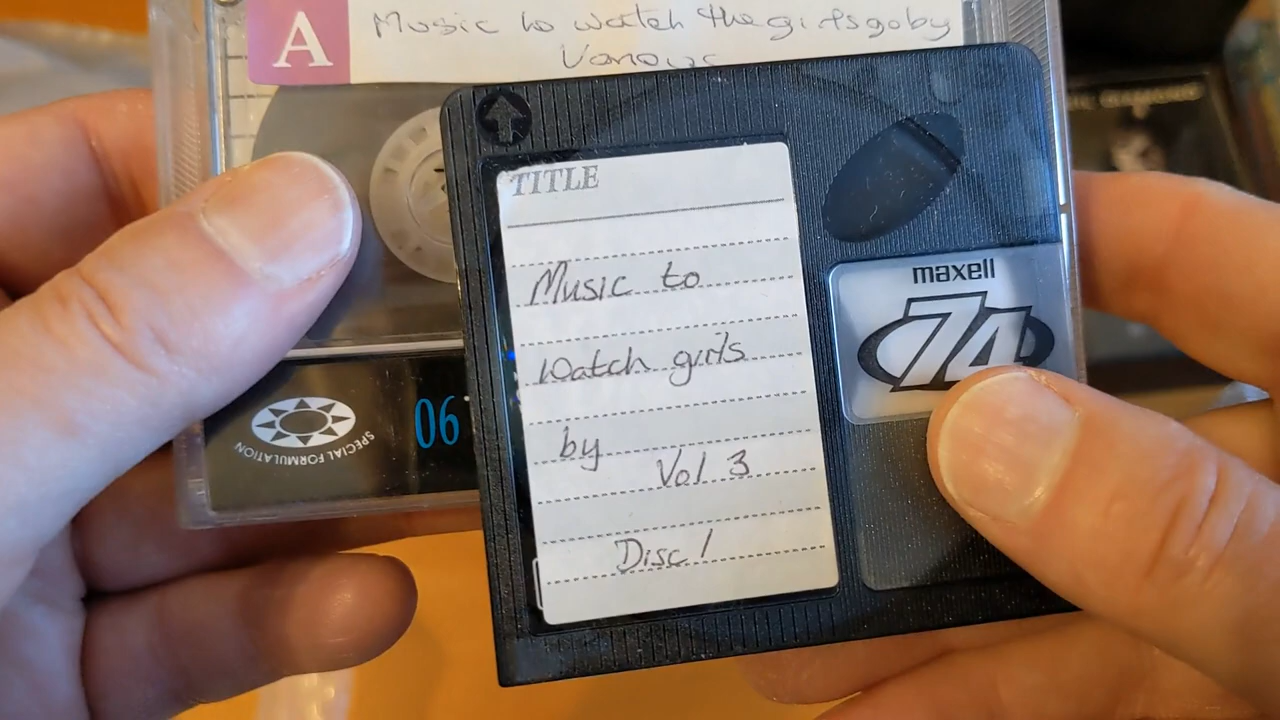 A
Music to watch the girls go by
Various
TITLE
Music to
Watch girls
by
Vol 3
Disc 1
maxell
74
06
SPECIAL FORMULATION